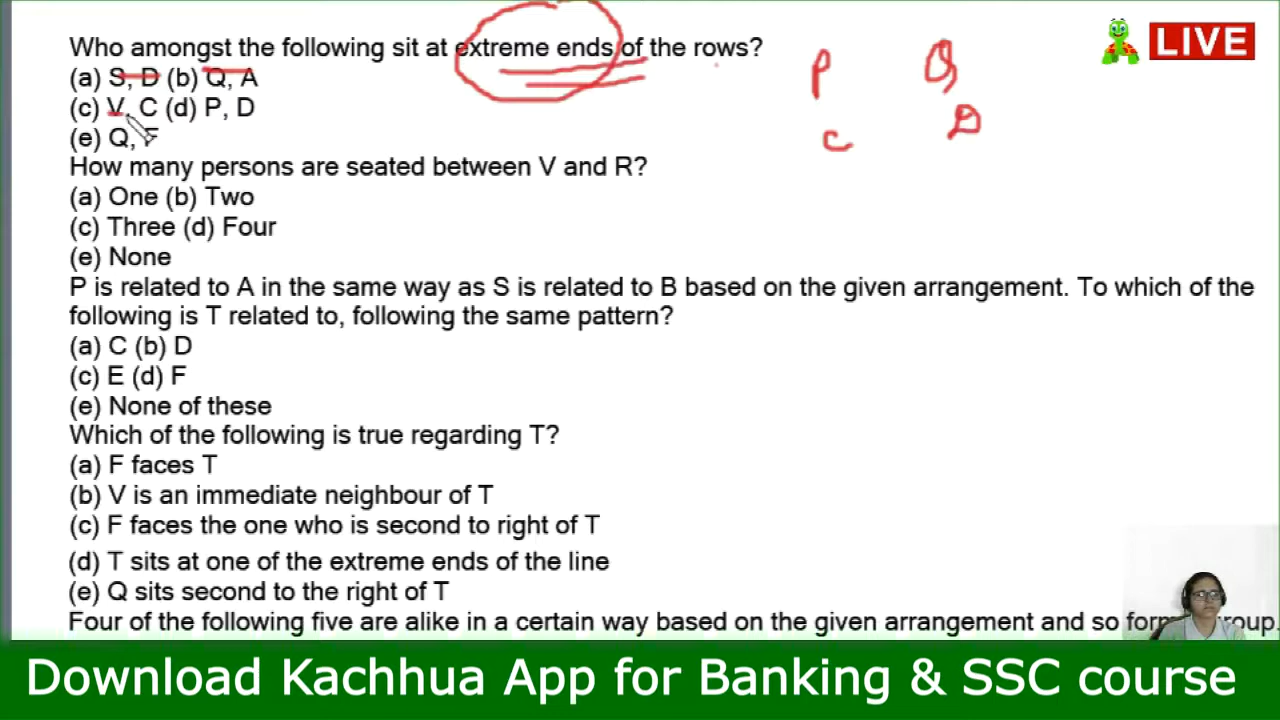 Who amongst the following sit at extreme ends of the rows?
(a) S, D (b) Q, A
(c) V, C (d) P, D
(e) Q, F
How many persons are seated between V and R?
(a) One (b) Two
(c) Three (d) Four
(e) None
P is related to A in the same way as S is related to B based on the given arrangement. To which of the
following is T related to, following the same pattern?
(a) C (b) D
(c) E (d) F
(e) None of these
Which of the following is true regarding T?
(a) F faces T
(b) V is an immediate neighbour of T
(c) F faces the one who is second to right of T
(d) T sits at one of the extreme ends of the line
(e) Q sits second to the right of T
Four of the following five are alike in a certain way based on the given arrangement and so
P Q
C D
LIVE
Download Kachhua App for Banking & SSC course